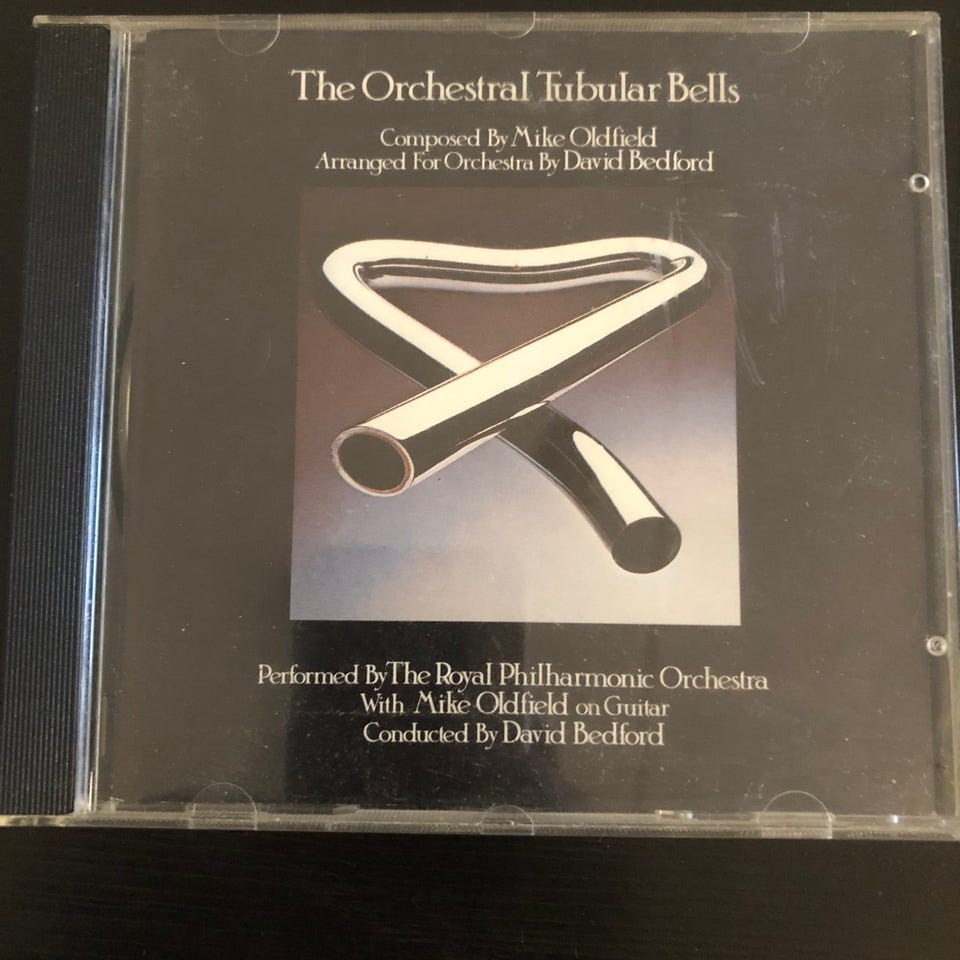 The Orchestral Tubular Bells
Composed By Mike Oldfield
Arranged For Orchestra By David Bedford
Performed By The Royal Philharmonic Orchestra
With Mike Oldfield on Guitar
Conducted By David Bedford